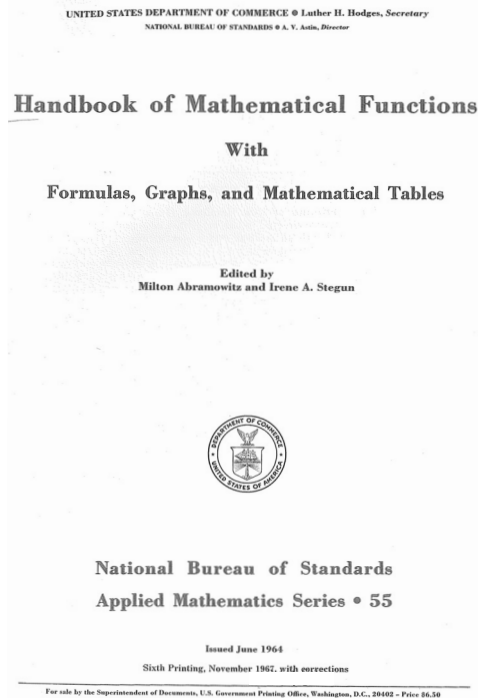 UNITED STATES DEPARTMENT OF COMMERCE • Luther H. Hodges, Secretary
NATIONAL BUREAU OF STANDARDS • A. V. Astin, Director
Handbook of Mathematical Functions
With
Formulas, Graphs, and Mathematical Tables
Edited by
Milton Abramowitz and Irene A. Stegun
DEPARTMENT OF COMMERCE
UNITED STATES OF AMERICA
National Bureau of Standards
Applied Mathematics Series • 55
Issued June 1964
Sixth Printing, November 1967, with corrections
For sale by the Superintendent of Documents, U.S. Government Printing Office, Washington, D.C., 20402 - Price $6.50